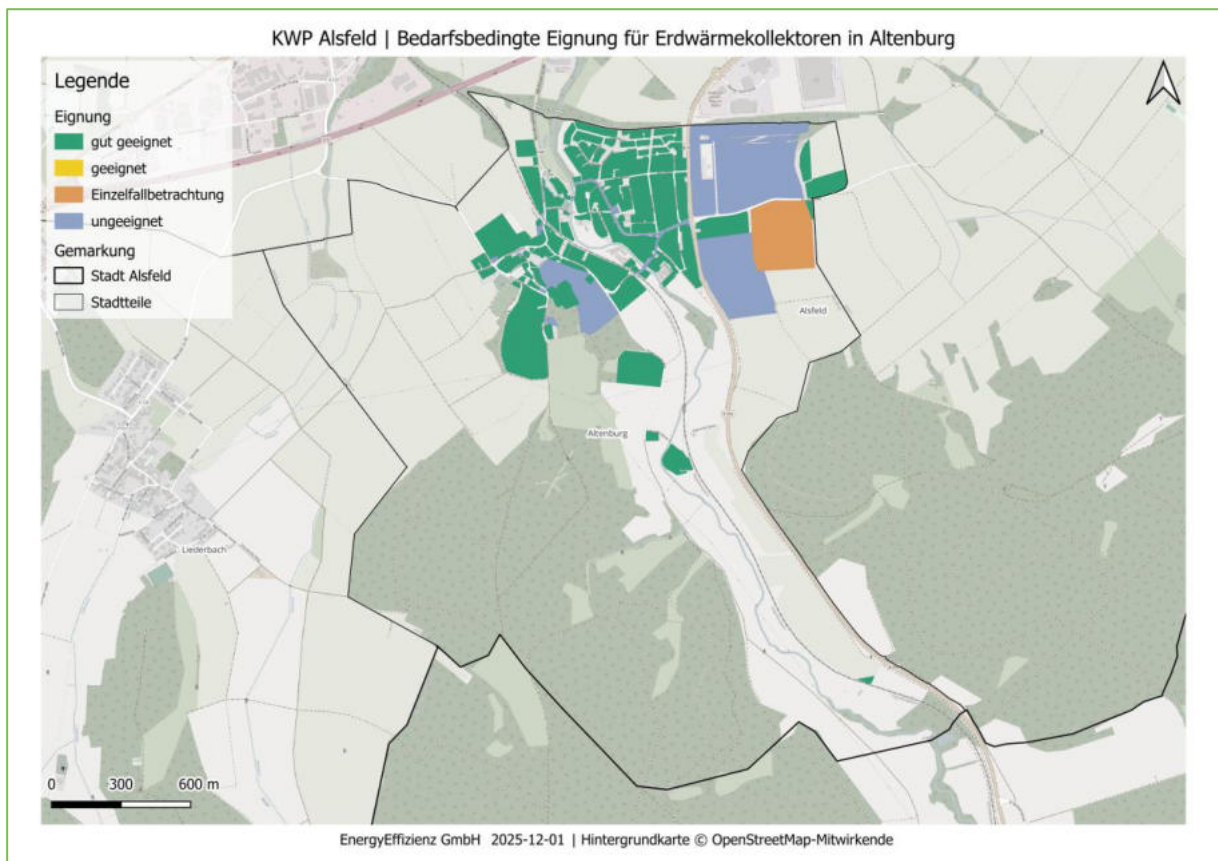 KWP Alsfeld | Bedarfsbedingte Eignung für Erdwärmekollektoren in Altenburg
Legende
Eignung
gut geeignet
geeignet
Einzelfallbetrachtung
ungeeignet
Gemarkung
Stadt Alsfeld
Stadtteile
Alsfeld
Altenburg
Liederbach
0 300 600 m
EnergyEffizienz GmbH 2025-12-01 | Hintergrundkarte © OpenStreetMap-Mitwirkende